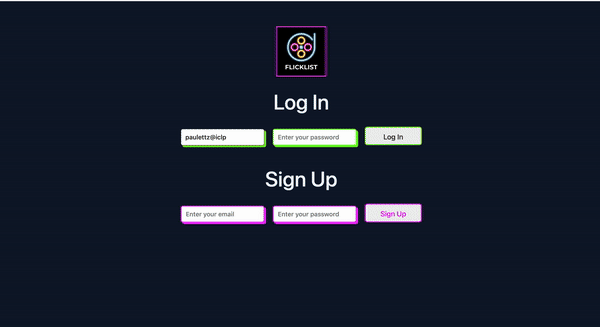 FLICKLIST
Log In
paulettz@iclp Enter your password Log In
Sign Up
Enter your email Enter your password Sign Up